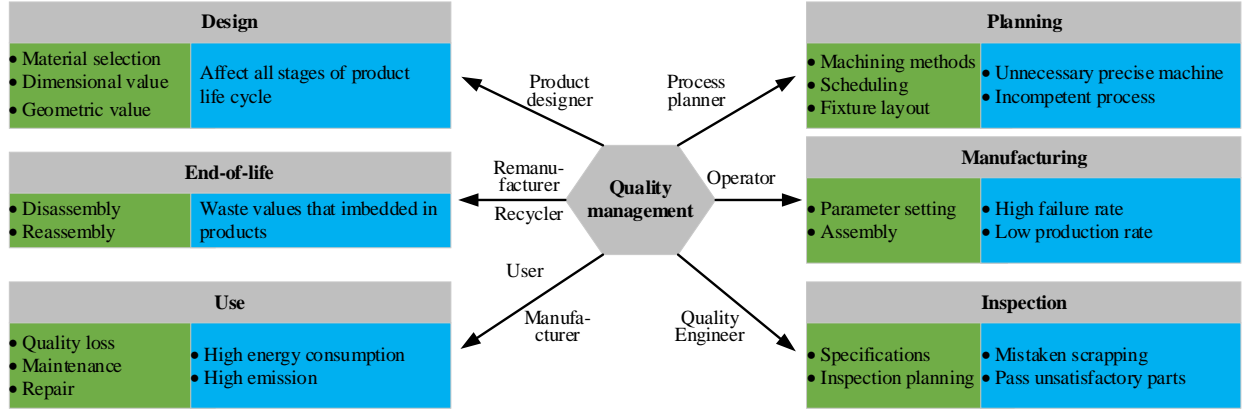 Design
• Material selection
• Dimensional value
• Geometric value
Affect all stages of product
life cycle
End-of-life
• Disassembly
• Reassembly
Waste values that imbedded in
products
Use
• Quality loss
• Maintenance
• Repair
• High energy consumption
• High emission
Product
designer
Process
planner
Remanu-
facturer
Recycler
Quality
management
Operator
User
Manufa-
cturer
Quality
Engineer
Planning
• Machining methods
• Scheduling
• Fixture layout
• Unnecessary precise machine
• Incompetent process
Manufacturing
• Parameter setting
• Assembly
• High failure rate
• Low production rate
Inspection
• Specifications
• Inspection planning
• Mistaken scrapping
• Pass unsatisfactory parts